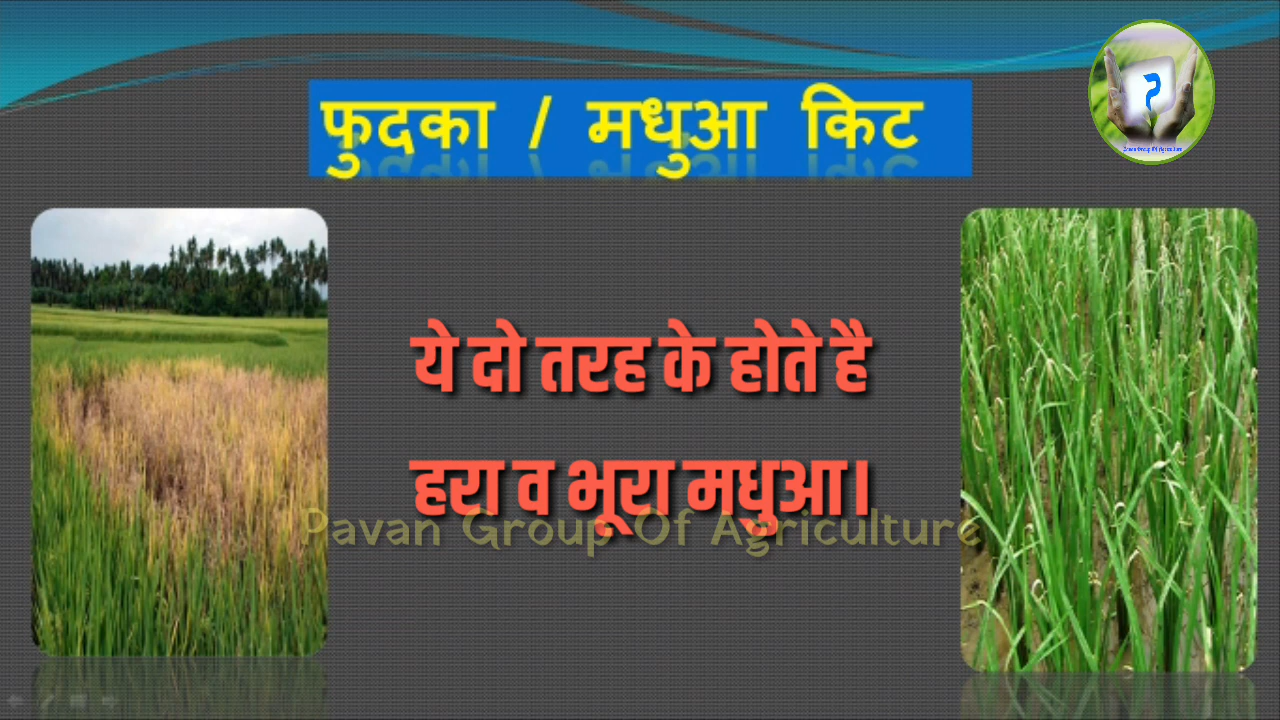 फुदका / मधुआ किट
ये दो तरह के होते है
हरा व भूरा मधुआ।
Pavan Group Of Agriculture